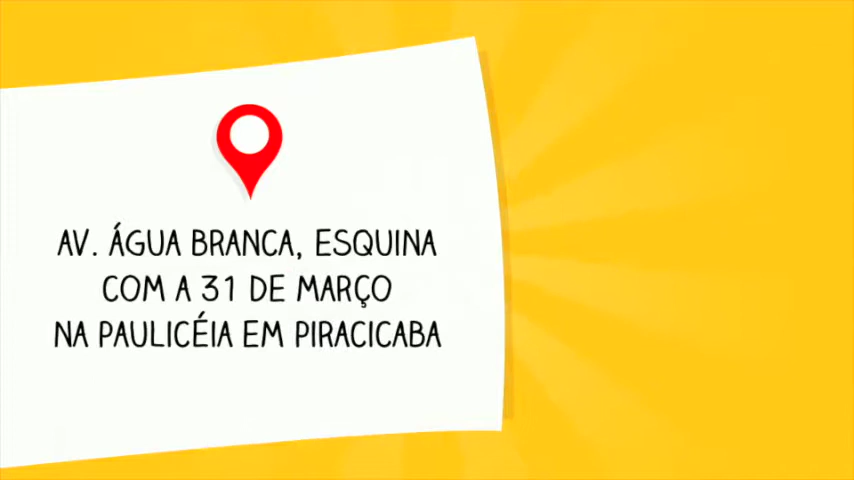 AV. ÁGUA BRANCA, ESQUINA
COM A 31 DE MARÇO
NA PAULICÉIA EM PIRACICABA